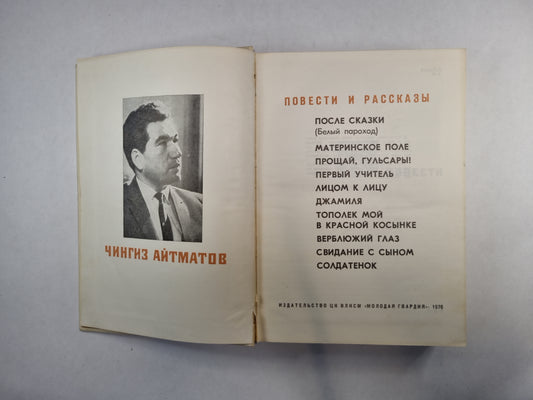 ЧИНГИЗ АЙТМАТОВ
ПОВЕСТИ И РАССКАЗЫ
ПОСЛЕ СКАЗКИ
(Белый пароход)
МАТЕРИНСКОЕ ПОЛЕ
ПРОЩАЙ, ГУЛЬСАРЫ!
ПЕРВЫЙ УЧИТЕЛЬ
ЛИЦОМ К ЛИЦУ
ДЖАМИЛЯ
ТОПОЛЕК МОЙ
В КРАСНОЙ КОСЫНКЕ
ВЕРБЛЮЖИЙ ГЛАЗ
СВИДАНИЕ С СЫНОМ
СОЛДАТЕНОК
ИЗДАТЕЛЬСТВО ЦК ВЛКСМ «МОЛОДАЯ ГВАРДИЯ»